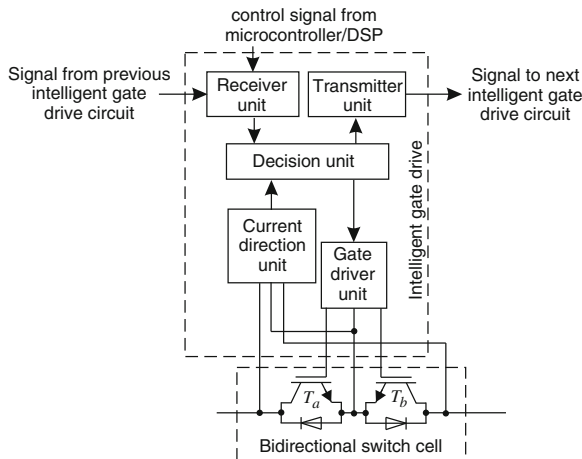 control signal from
microcontroller/DSP
Signal from previous
intelligent gate
drive circuit
Receiver
unit
Transmitter
unit
Signal to next
intelligent gate
drive circuit
Decision unit
Current
direction
unit
Gate
driver
unit
Intelligent gate drive
Ta
Tb
Bidirectional switch cell